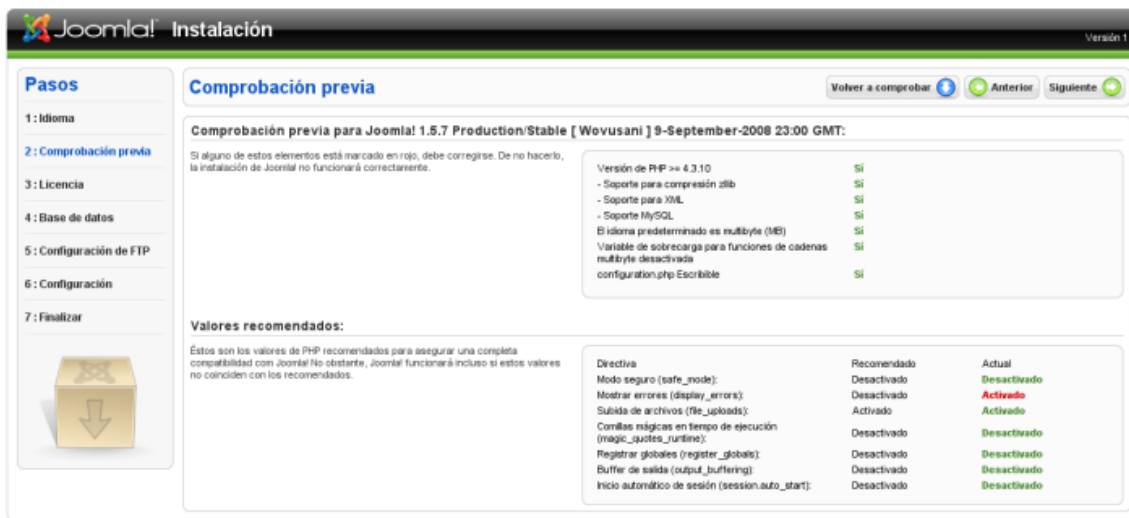 Joomla! Instalación
Versión 1
Pasos
1 : Idioma
2 : Comprobación previa
3 : Licencia
4 : Base de datos
5 : Configuración de FTP
6 : Configuración
7 : Finalizar
Comprobación previa
Volver a comprobar
Anterior
Siguiente
Comprobación previa para Joomla! 1.5.7 Production/Stable [ Wovusani ] 9-September-2008 23:00 GMT:
Si alguno de estos elementos está marcado en rojo, debe corregirse. De no hacerlo,
la instalación de Joomla! no funcionará correctamente.
Versión de PHP >= 4.3.10 Sí
- Soporte para compresión zlib Sí
- Soporte para XML Sí
- Soporte MySQL Sí
El idioma predeterminado es multibyte (MB) Sí
Variable de sobrecarga para funciones de cadenas Sí
multibyte desactivada
configuration.php Escribible Sí
Valores recomendados:
Éstos son los valores de PHP recomendados para asegurar una completa
compatibilidad com Joomla! No obstante, Joomla! funcionará incluso si estos valores
no coinciden con los recomendados.
Directiva Recomendado Actual
Modo seguro (safe_mode): Desactivado Desactivado
Mostrar errores (display_errors): Desactivado Activado
Subida de archivos (file_uploads): Activado Activado
Comillas mágicas en tiempo de ejecución
(magic_quotes_runtime): Desactivado Desactivado
Registrar globales (register_globals): Desactivado Desactivado
Buffer de salida (output_buffering): Desactivado Desactivado
Inicio automático de sesión (session.auto_start): Desactivado Desactivado